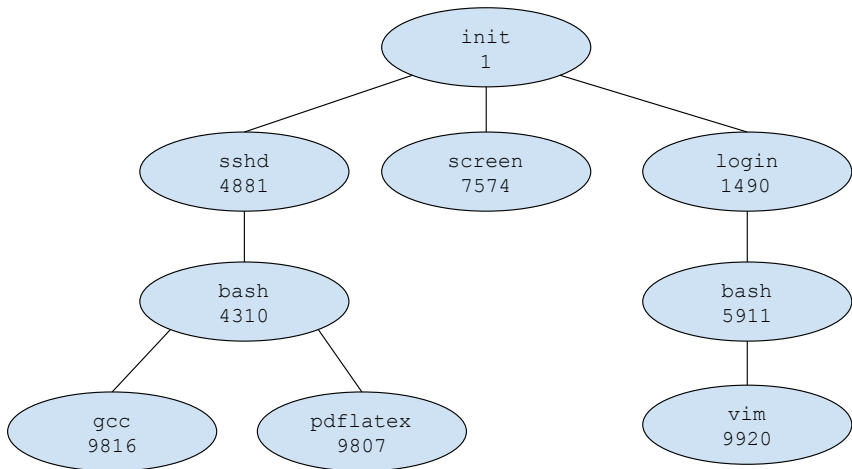 init
1
sshd
4881
screen
7574
login
1490
bash
4310
bash
5911
gcc
9816
pdflatex
9807
vim
9920